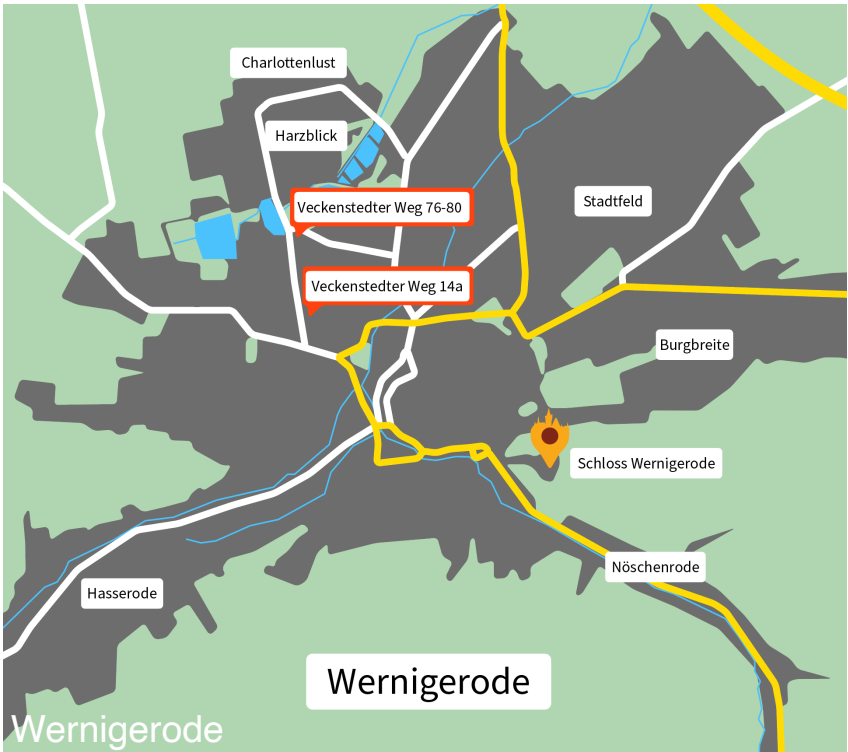 Charlottenlust
Harzblick
Veckenstedter Weg 76-80
Stadtfeld
Veckenstedter Weg 14a
Burgbreite
Schloss Wernigerode
Nöschenrode
Hasserode
Wernigerode
Wernigerode